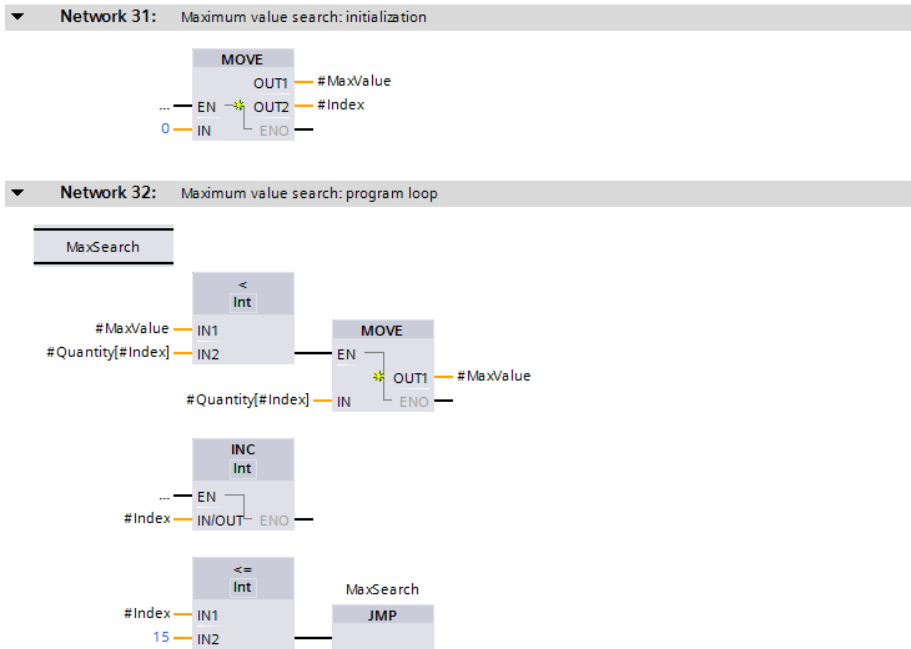 Network 31: Maximum value search: initialization
MOVE
OUT1 #MaxValue
... EN OUT2 #Index
0 IN ENO
Network 32: Maximum value search: program loop
MaxSearch
<
Int
#MaxValue IN1 MOVE
#Quantity[#Index] IN2 EN
OUT1 #MaxValue
#Quantity[#Index] IN ENO
INC
Int
... EN
#Index IN/OUT ENO
<=
Int MaxSearch
#Index IN1 JMP
15 IN2